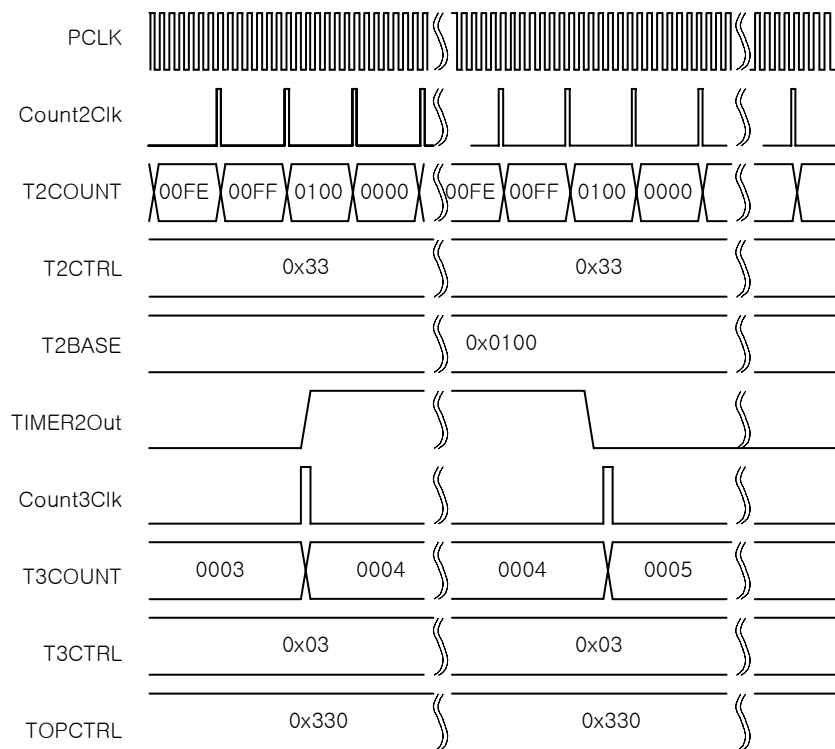 PCLK
Count2Clk
T2COUNT 00FE 00FF 0100 0000 00FE 00FF 0100 0000
T2CTRL 0x33 0x33
T2BASE 0x0100
TIMER2Out
Count3Clk
T3COUNT 0003 0004 0004 0005
T3CTRL 0x03 0x03
TOPCTRL 0x330 0x330